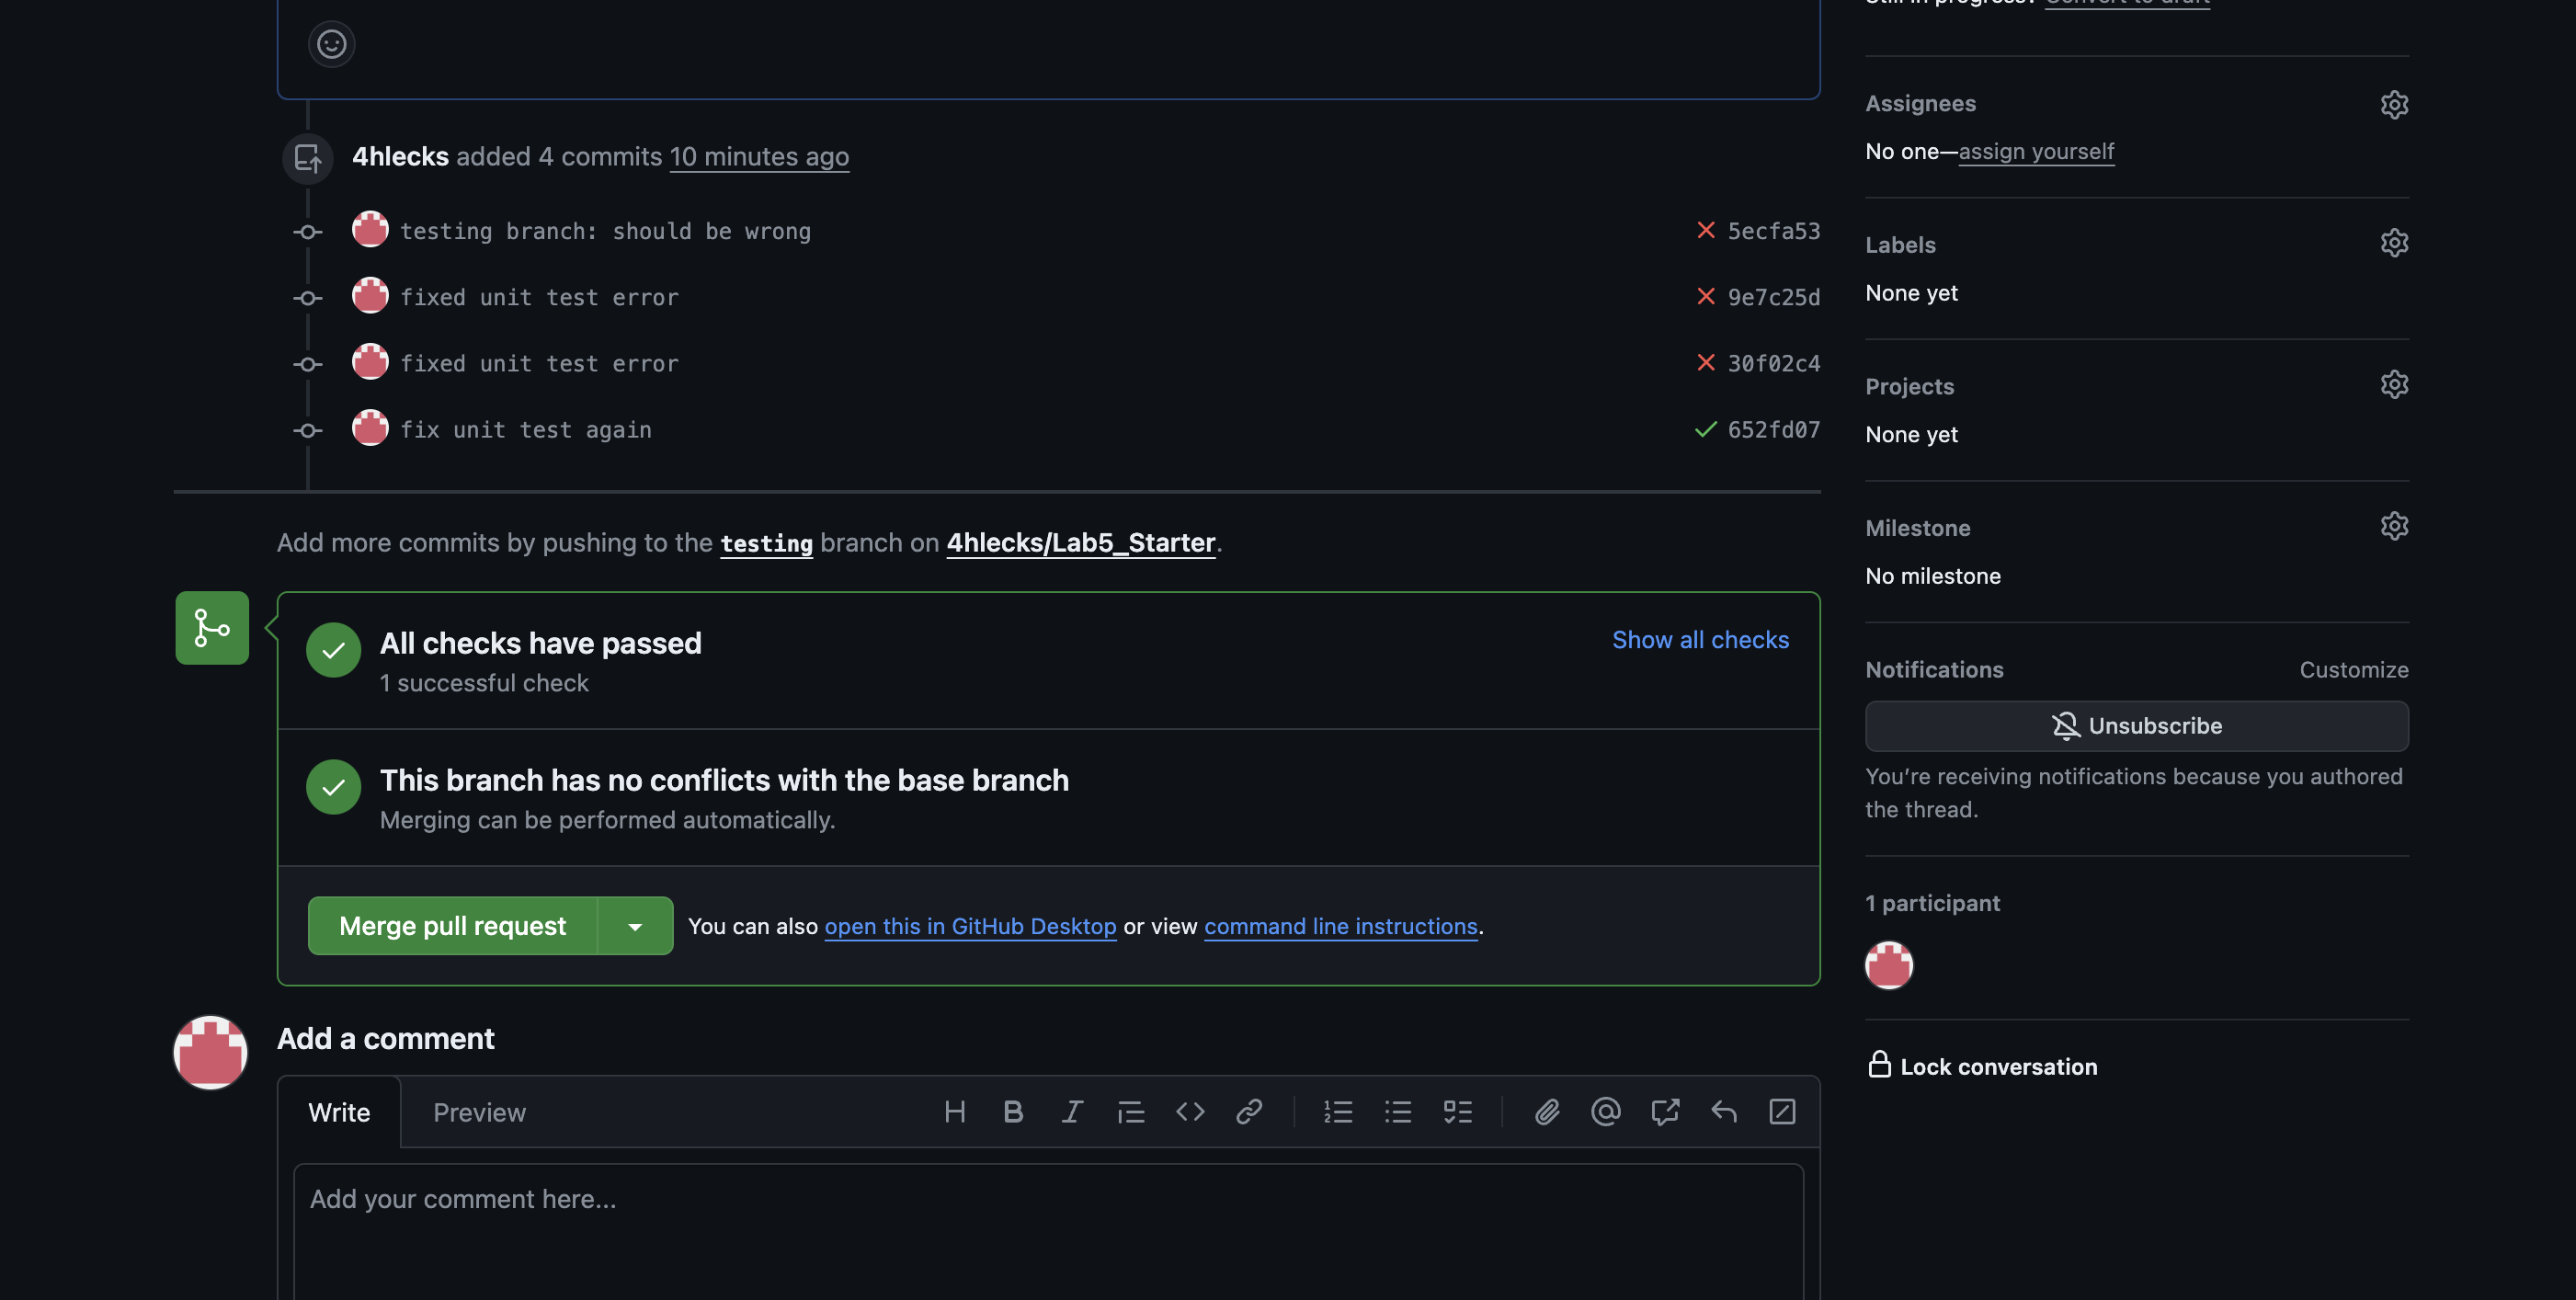 Still in progress? Convert to draft
4hlecks added 4 commits 10 minutes ago
testing branch: should be wrong 5ecfa53
fixed unit test error 9e7c25d
fixed unit test error 30f02c4
fix unit test again 652fd07
Add more commits by pushing to the testing branch on 4hlecks/Lab5_Starter.
All checks have passed
1 successful check
Show all checks
This branch has no conflicts with the base branch
Merging can be performed automatically.
Merge pull request
You can also open this in GitHub Desktop or view command line instructions.
Add a comment
Write
Preview
Add your comment here...
Assignees
No one—assign yourself
Labels
None yet
Projects
None yet
Milestone
No milestone
Notifications
Customize
Unsubscribe
You're receiving notifications because you authored
the thread.
1 participant
Lock conversation